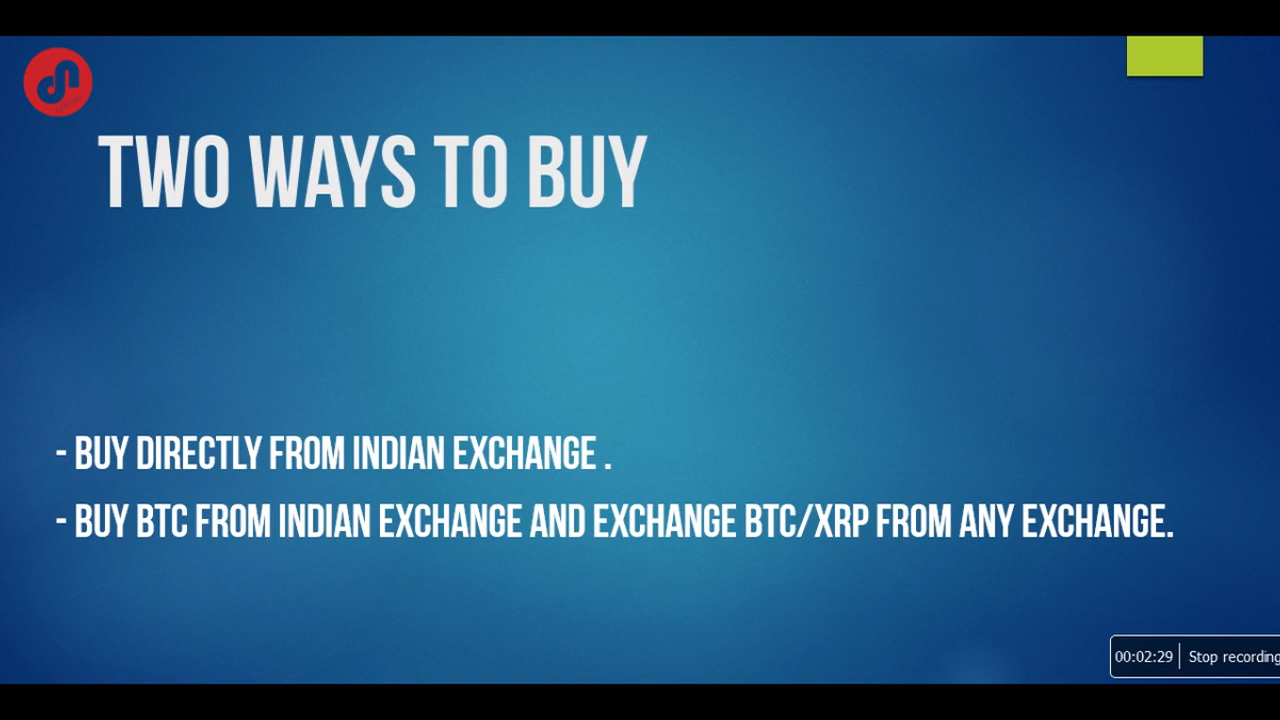 TWO WAYS TO BUY
- BUY DIRECTLY FROM INDIAN EXCHANGE .
- BUY BTC FROM INDIAN EXCHANGE AND EXCHANGE BTC/XRP FROM ANY EXCHANGE.
00:02:29 Stop recording